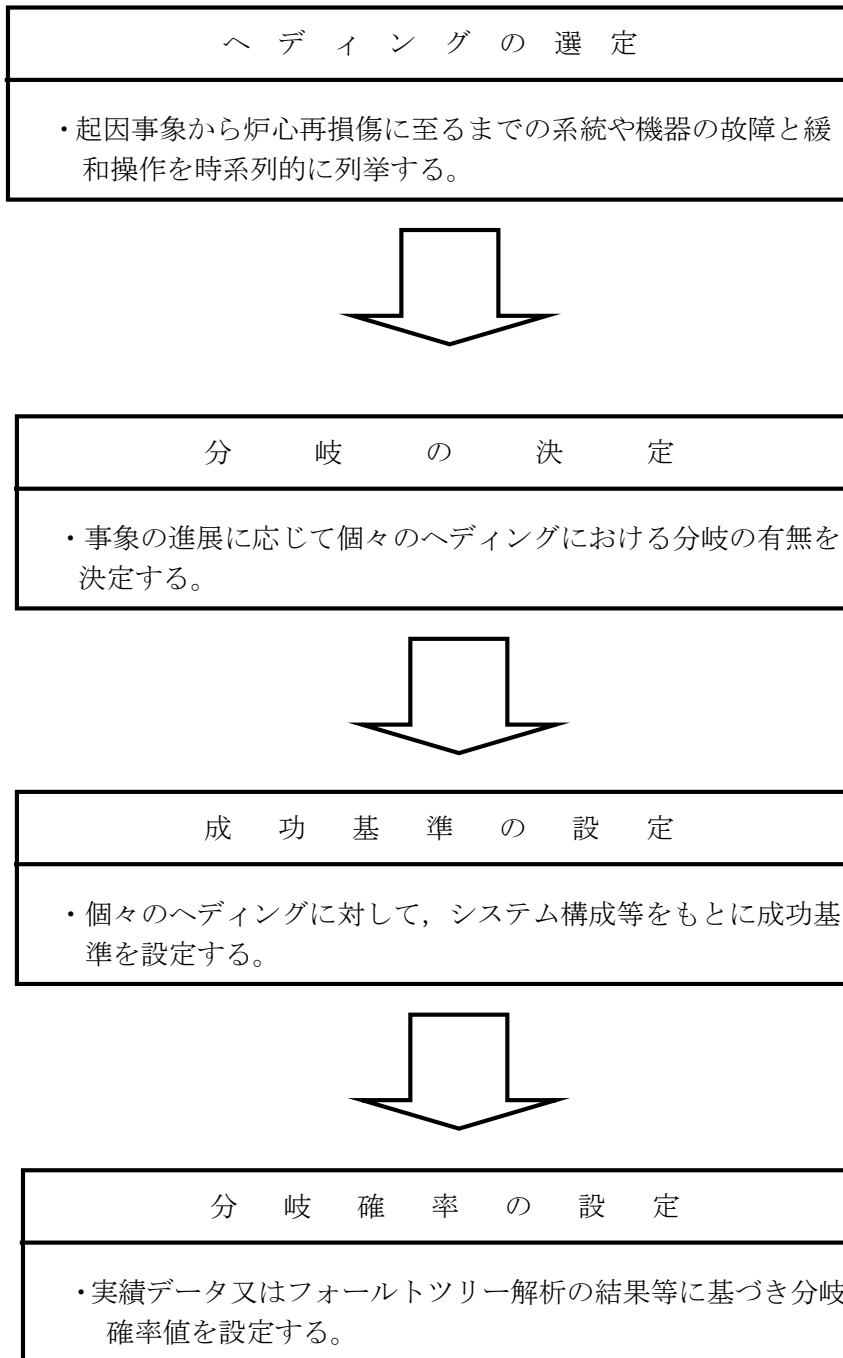 ヘディングの選定
・起因事象から炉心再損傷に至るまでの系統や機器の故障と緩
和操作を時系列的に列挙する。
分岐の決定
・事象の進展に応じて個々のヘディングにおける分岐の有無を
決定する。
成功基準の設定
・個々のヘディングに対して，システム構成等をもとに成功基
準を設定する。
分岐確率の設定
・実績データ又はフォールトツリー解析の結果等に基づき分岐
確率値を設定する。